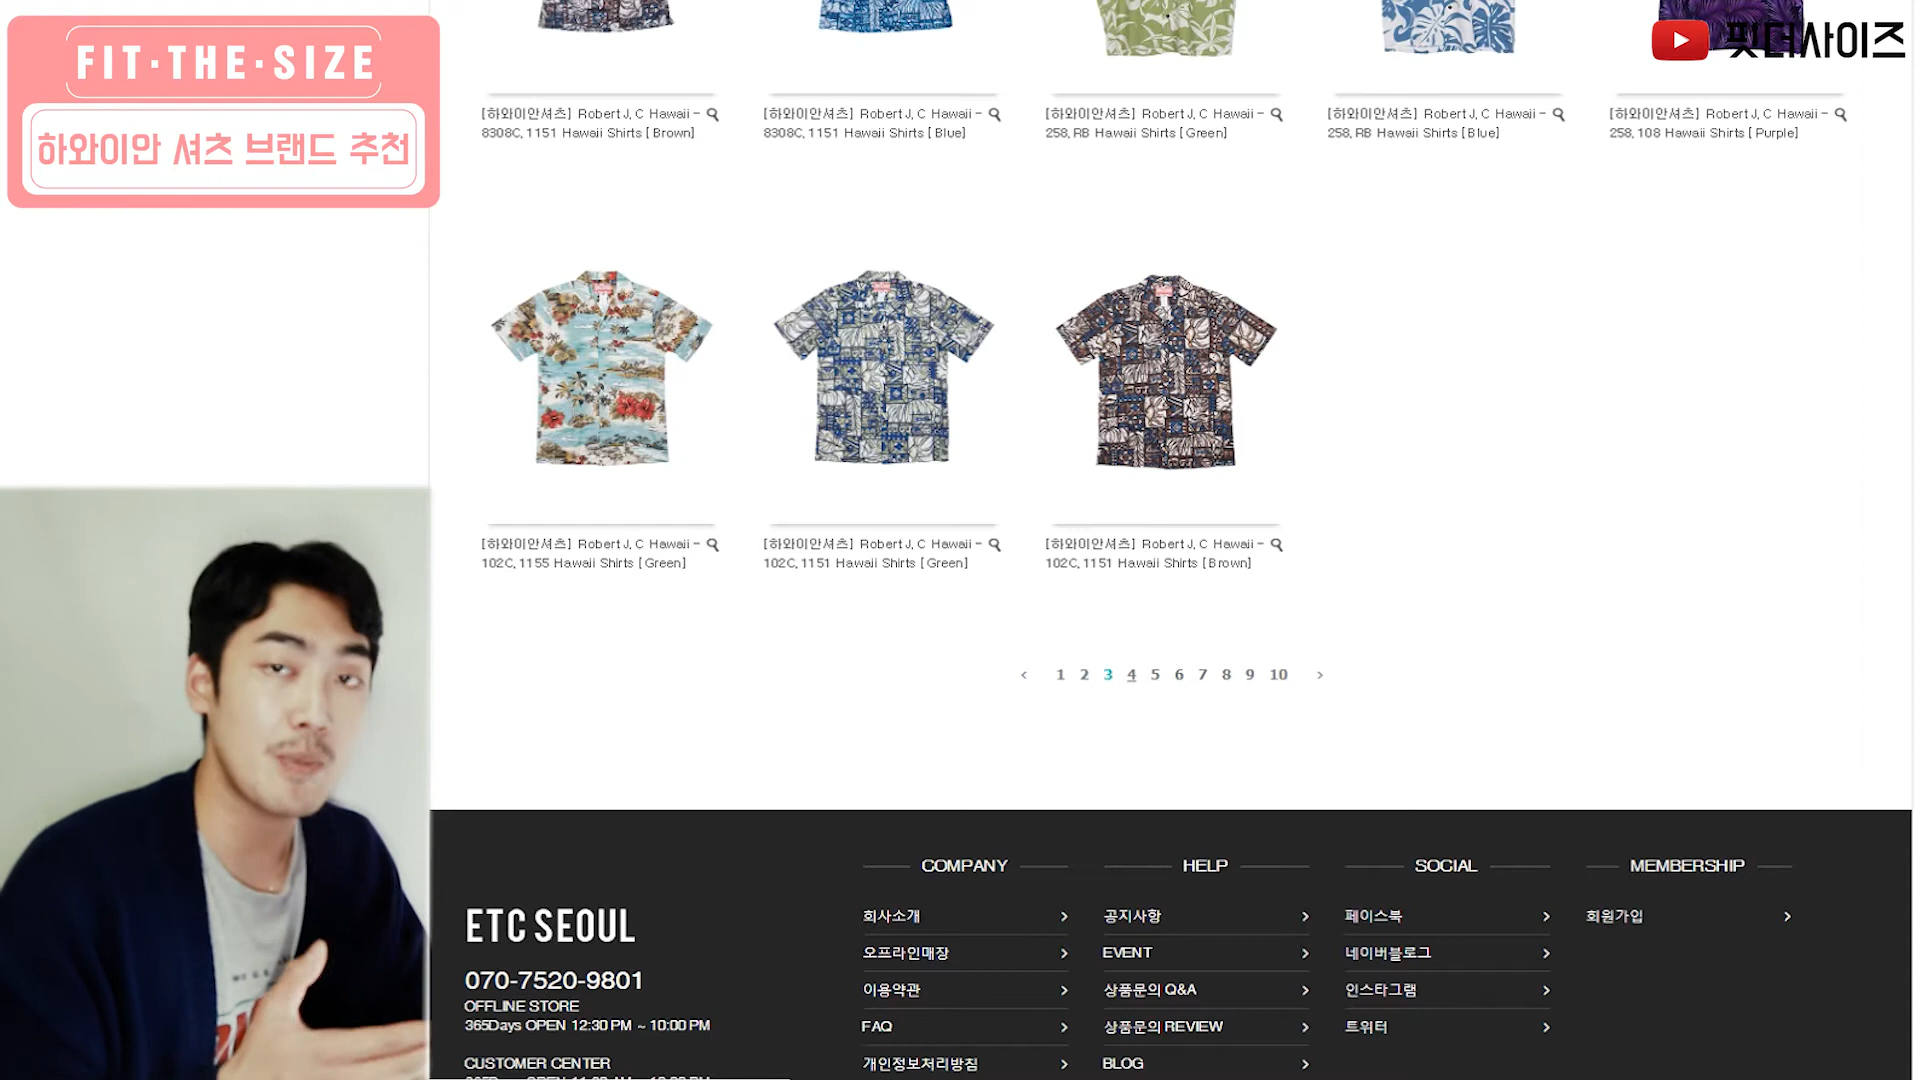 FIT·THE·SIZE
하와이안 셔츠 브랜드 추천
핏더사이즈
[하와이안셔츠] Robert J. C Hawaii -
8308C, 1151 Hawaii Shirts [Brown]
[하와이안셔츠] Robert J. C Hawaii -
8308C, 1151 Hawaii Shirts [Blue]
[하와이안셔츠] Robert J. C Hawaii -
258, RB Hawaii Shirts [Green]
[하와이안셔츠] Robert J. C Hawaii -
258, RB Hawaii Shirts [Blue]
[하와이안셔츠] Robert J. C Hawaii -
258, 108 Hawaii Shirts [Purple]
[하와이안셔츠] Robert J. C Hawaii -
102C, 1155 Hawaii Shirts [Green]
[하와이안셔츠] Robert J. C Hawaii -
102C, 1151 Hawaii Shirts [Green]
[하와이안셔츠] Robert J. C Hawaii -
102C, 1151 Hawaii Shirts [Brown]
< 1 2 3 4 5 6 7 8 9 10 >
ETC SEOUL
070-7520-9801
OFFLINE STORE
365Days OPEN 12:30 PM ~ 10:00 PM
CUSTOMER CENTER
COMPANY
회사소개
오프라인매장
이용약관
FAQ
개인정보처리방침
HELP
공지사항
EVENT
상품문의 Q&A
상품문의 REVIEW
BLOG
SOCIAL
페이스북
네이버블로그
인스타그램
트위터
MEMBERSHIP
회원가입